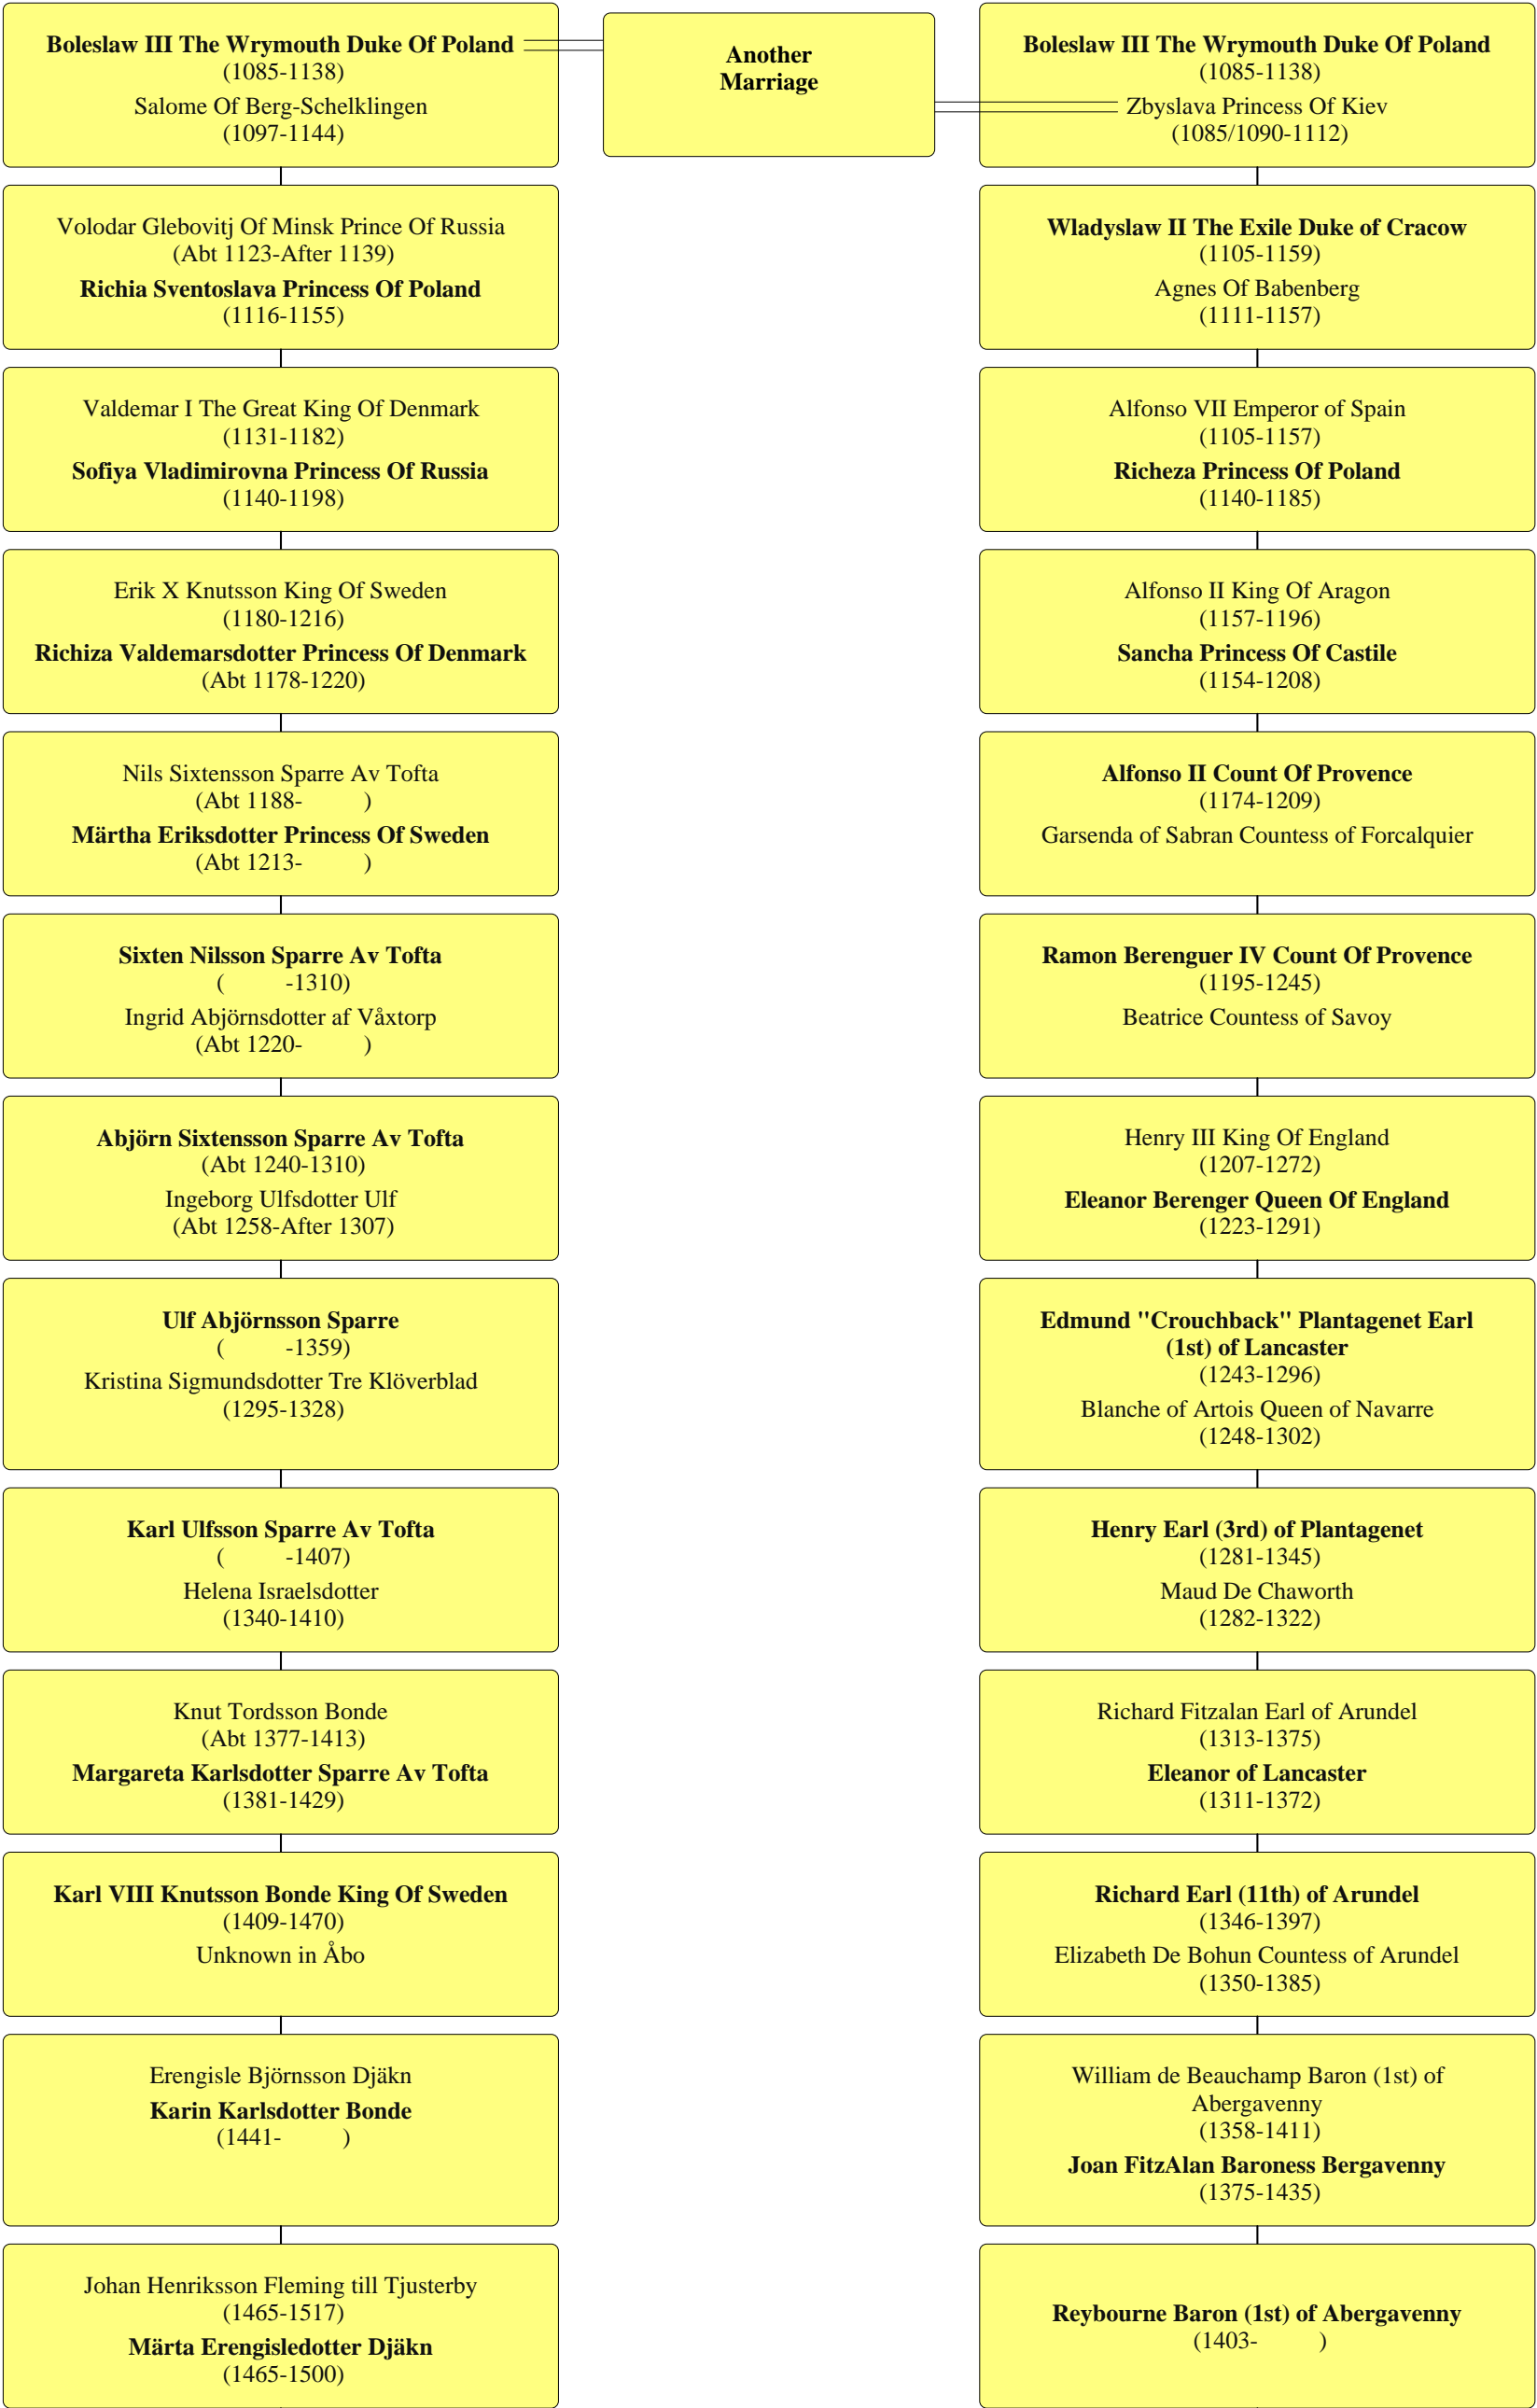 Boleslaw III The Wrymouth Duke Of Poland
(1085-1138)
Salome Of Berg-Schelklingen
(1097-1144)
Another
Marriage
Boleslaw III The Wrymouth Duke Of Poland
(1085-1138)
Zbyslava Princess Of Kiev
(1085/1090-1112)
Volodar Glebovitj Of Minsk Prince Of Russia
(Abt 1123-After 1139)
Richia Sventoslava Princess Of Poland
(1116-1155)
Wladyslaw II The Exile Duke of Cracow
(1105-1159)
Agnes Of Babenberg
(1111-1157)
Valdemar I The Great King Of Denmark
(1131-1182)
Sofiya Vladimirovna Princess Of Russia
(1140-1198)
Alfonso VII Emperor of Spain
(1105-1157)
Richeza Princess Of Poland
(1140-1185)
Erik X Knutsson King Of Sweden
(1180-1216)
Richiza Valdemarsdotter Princess Of Denmark
(Abt 1178-1220)
Alfonso II King Of Aragon
(1157-1196)
Sancha Princess Of Castile
(1154-1208)
Nils Sixtensson Sparre Av Tofta
(Abt 1188- )
Märtha Eriksdotter Princess Of Sweden
(Abt 1213- )
Alfonso II Count Of Provence
(1174-1209)
Garsenda of Sabran Countess of Forcalquier
Sixten Nilsson Sparre Av Tofta
( -1310)
Ingrid Abjörnsdotter af Våxtorp
(Abt 1220- )
Ramon Berenguer IV Count Of Provence
(1195-1245)
Beatrice Countess of Savoy
Abjörn Sixtensson Sparre Av Tofta
(Abt 1240-1310)
Ingeborg Ulfsdotter Ulf
(Abt 1258-After 1307)
Henry III King Of England
(1207-1272)
Eleanor Berenger Queen Of England
(1223-1291)
Ulf Abjörnsson Sparre
( -1359)
Kristina Sigmundsdotter Tre Klöverblad
(1295-1328)
Edmund "Crouchback" Plantagenet Earl
(1st) of Lancaster
(1243-1296)
Blanche of Artois Queen of Navarre
(1248-1302)
Karl Ulfsson Sparre Av Tofta
( -1407)
Helena Israelsdotter
(1340-1410)
Henry Earl (3rd) of Plantagenet
(1281-1345)
Maud De Chaworth
(1282-1322)
Knut Tordsson Bonde
(Abt 1377-1413)
Margareta Karlsdotter Sparre Av Tofta
(1381-1429)
Richard Fitzalan Earl of Arundel
(1313-1375)
Eleanor of Lancaster
(1311-1372)
Karl VIII Knutsson Bonde King Of Sweden
(1409-1470)
Unknown in Åbo
Richard Earl (11th) of Arundel
(1346-1397)
Elizabeth De Bohun Countess of Arundel
(1350-1385)
Erengisle Björnsson Djäkn
Karin Karlsdotter Bonde
(1441- )
William de Beauchamp Baron (1st) of
Abergavenny
(1358-1411)
Joan FitzAlan Baroness Bergavenny
(1375-1435)
Johan Henriksson Fleming till Tjusterby
(1465-1517)
Märta Erengisledotter Djäkn
(1465-1500)
Reybourne Baron (1st) of Abergavenny
(1403- )